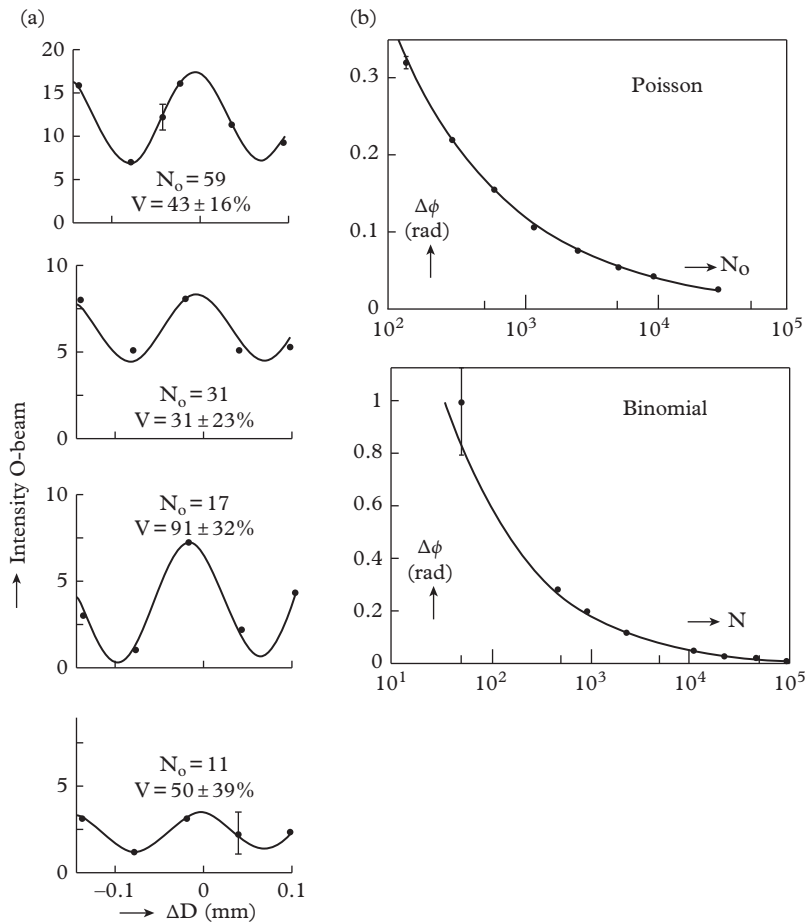 (a)
20
15
10
5
0
N₀ = 59
V = 43 ± 16%
10
5
0
N₀ = 31
V = 31 ± 23%
10
5
0
N₀ = 17
V = 91 ± 32%
5
0
N₀ = 11
V = 50 ± 39%
−0.1 0 0.1
→ ΔD (mm)
→ Intensity O-beam
(b)
0.3
0.2
0.1
0
Poisson
Δϕ
(rad)
→ N₀
10² 10³ 10⁴ 10⁵
1
0.8
0.6
0.4
0.2
0
Binomial
Δϕ
(rad)
→ N
10¹ 10² 10³ 10⁴ 10⁵